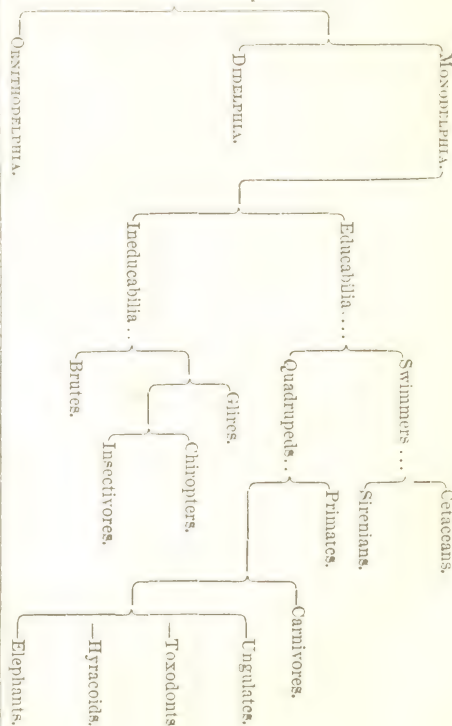 MONODELPHIA.
Cetaceans.
Swimmers ....
Sirenians.
Educabilia ....
Primates.
Quadrupeds..
Carnivores.
Ungulates.
Toxodonts
Hyracoids.
Elephants.
DIDELPHIA.
Glires.
Chiropters.
Ineducabilia ..
Insectivores.
Brutes.
ORNITHODELPHIA.